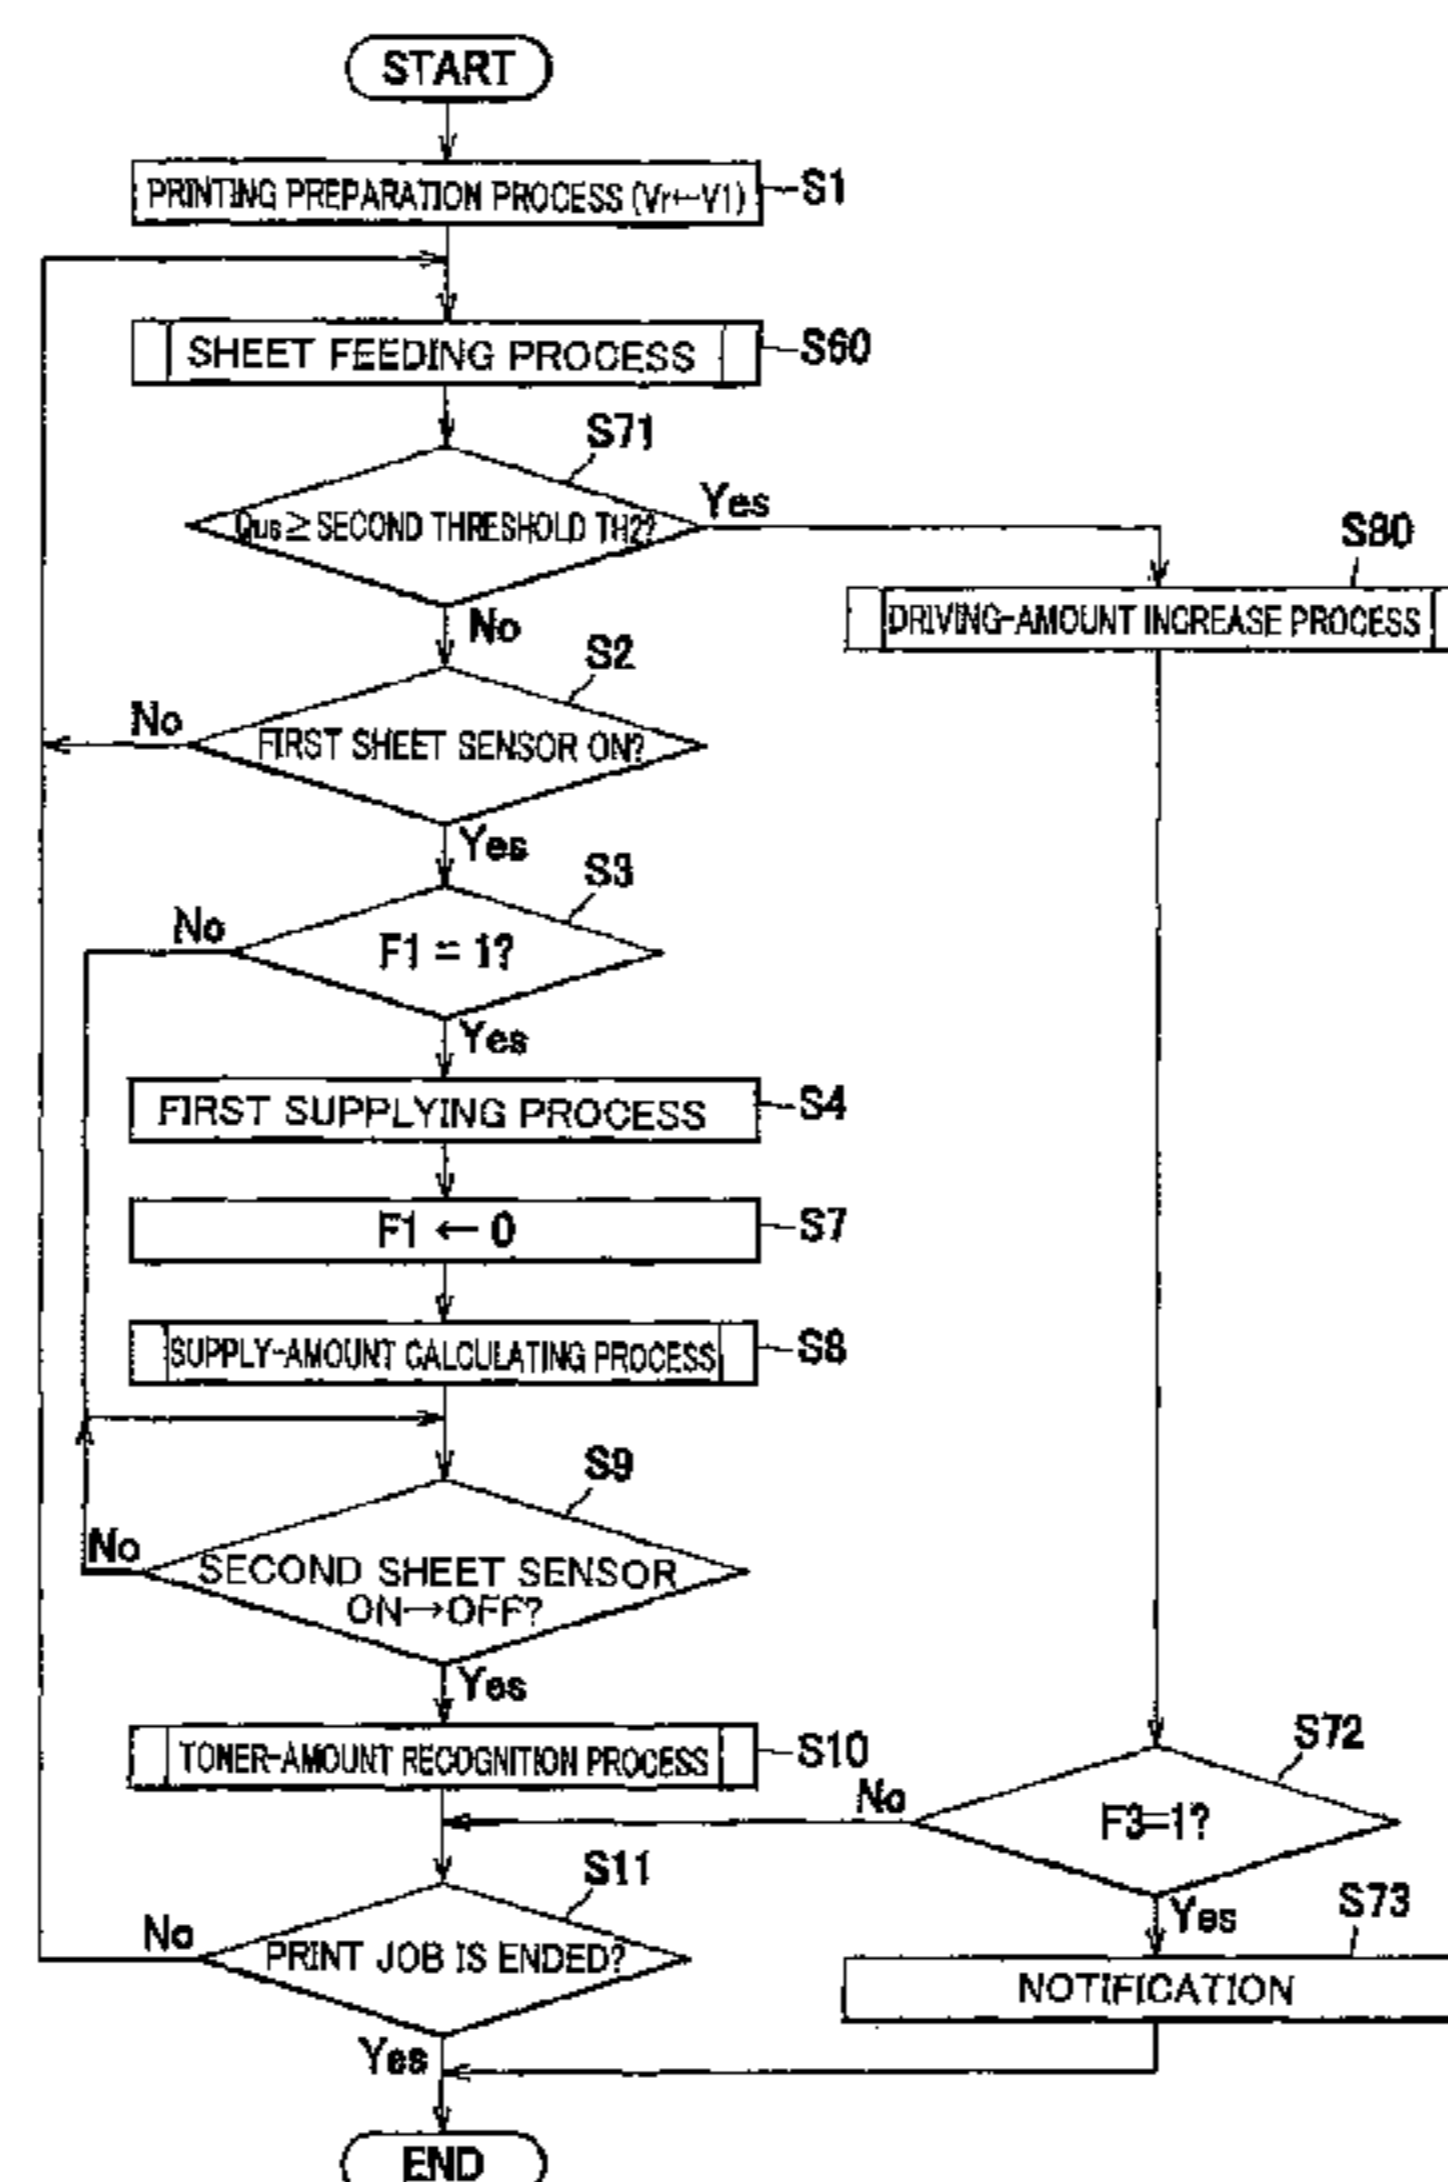 START
PRINTING PREPARATION PROCESS (Vr←V1)
S1
SHEET FEEDING PROCESS
S60
S71
Qus ≥ SECOND THRESHOLD TH2?
Yes
No
S80
DRIVING-AMOUNT INCREASE PROCESS
S2
FIRST SHEET SENSOR ON?
No
Yes
S3
F1 = 1?
No
Yes
FIRST SUPPLYING PROCESS
S4
F1 ← 0
S7
SUPPLY-AMOUNT CALCULATING PROCESS
S8
S9
SECOND SHEET SENSOR
ON→OFF?
No
Yes
TONER-AMOUNT RECOGNITION PROCESS
S10
S72
F3=1?
No
Yes
S11
PRINT JOB IS ENDED?
No
Yes
S73
NOTIFICATION
END